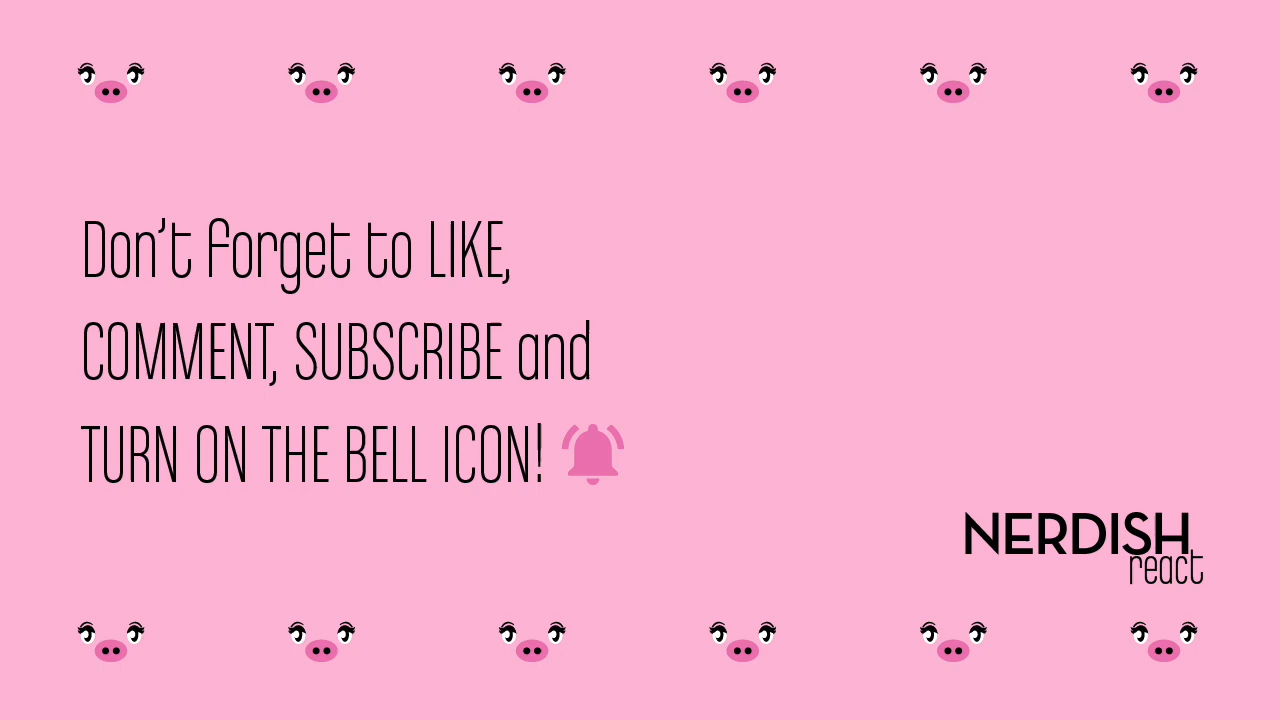 Don't forget to LIKE,
COMMENT, SUBSCRIBE and
TURN ON THE BELL ICON!
NERDISH
react